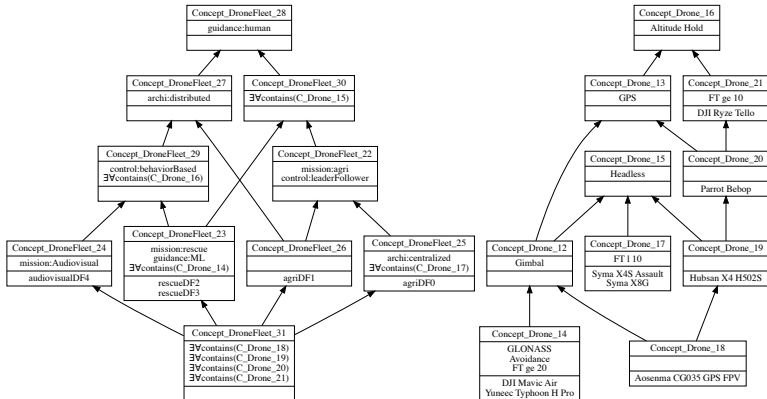 Concept_DroneFleet_28
guidance:human
Concept_DroneFleet_27
archi:distributed
Concept_DroneFleet_30
∃∀contains(C_Drone_15)
Concept_DroneFleet_29
control:behaviorBased
∃∀contains(C_Drone_16)
Concept_DroneFleet_22
mission:agri
control:leaderFollower
Concept_DroneFleet_24
mission:Audiovisual
audiovisualDF4
Concept_DroneFleet_23
mission:rescue
guidance:ML
∃∀contains(C_Drone_14)
rescueDF2
rescueDF3
Concept_DroneFleet_26
agriDF1
Concept_DroneFleet_25
archi:centralized
∃∀contains(C_Drone_17)
agriDF0
Concept_DroneFleet_31
∃∀contains(C_Drone_18)
∃∀contains(C_Drone_19)
∃∀contains(C_Drone_20)
∃∀contains(C_Drone_21)
Concept_Drone_16
Altitude Hold
Concept_Drone_13
GPS
Concept_Drone_21
FT ge 10
DJI Ryze Tello
Concept_Drone_15
Headless
Concept_Drone_20
Parrot Bebop
Concept_Drone_12
Gimbal
Concept_Drone_17
FT l 10
Syma X4S Assault
Syma X8G
Concept_Drone_19
Hubsan X4 H502S
Concept_Drone_14
GLONASS
Avoidance
FT ge 20
DJI Mavic Air
Yuneec Typhoon H Pro
Concept_Drone_18
Aosenma CG035 GPS FPV